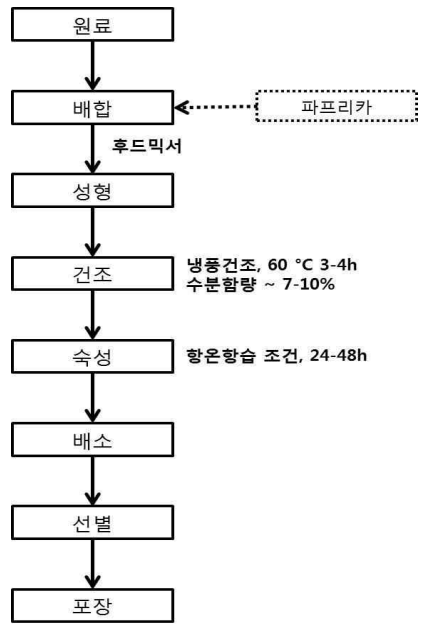 원료
배합
파프리카
후드믹서
성형
건조
냉풍건조, 60 °C 3-4h
수분함량 ~ 7-10%
숙성
항온항습 조건, 24-48h
배소
선별
포장